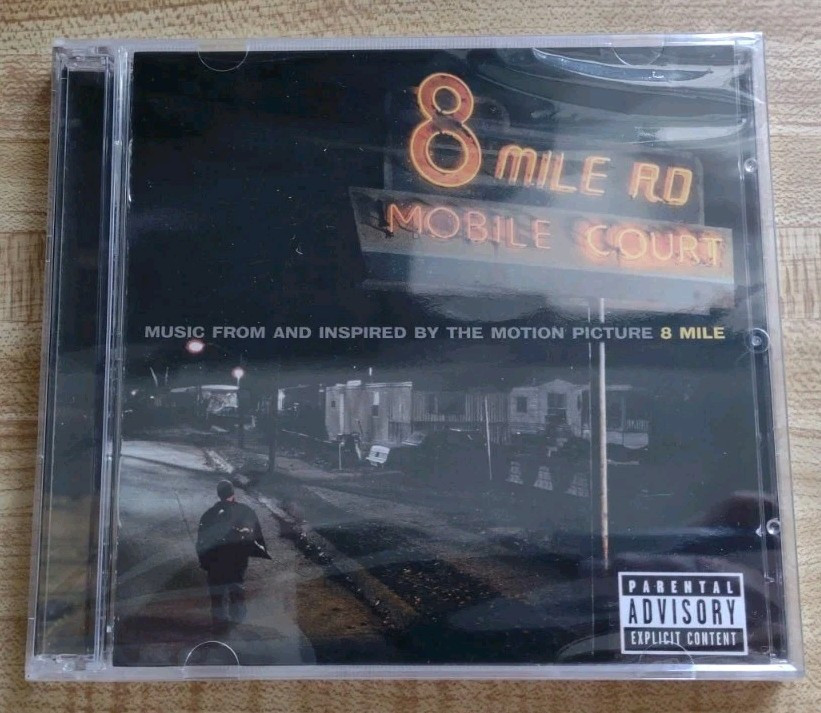 8 MILE RD
MOBILE COURT
MUSIC FROM AND INSPIRED BY THE MOTION PICTURE 8 MILE
PARENTAL
ADVISORY
EXPLICIT CONTENT